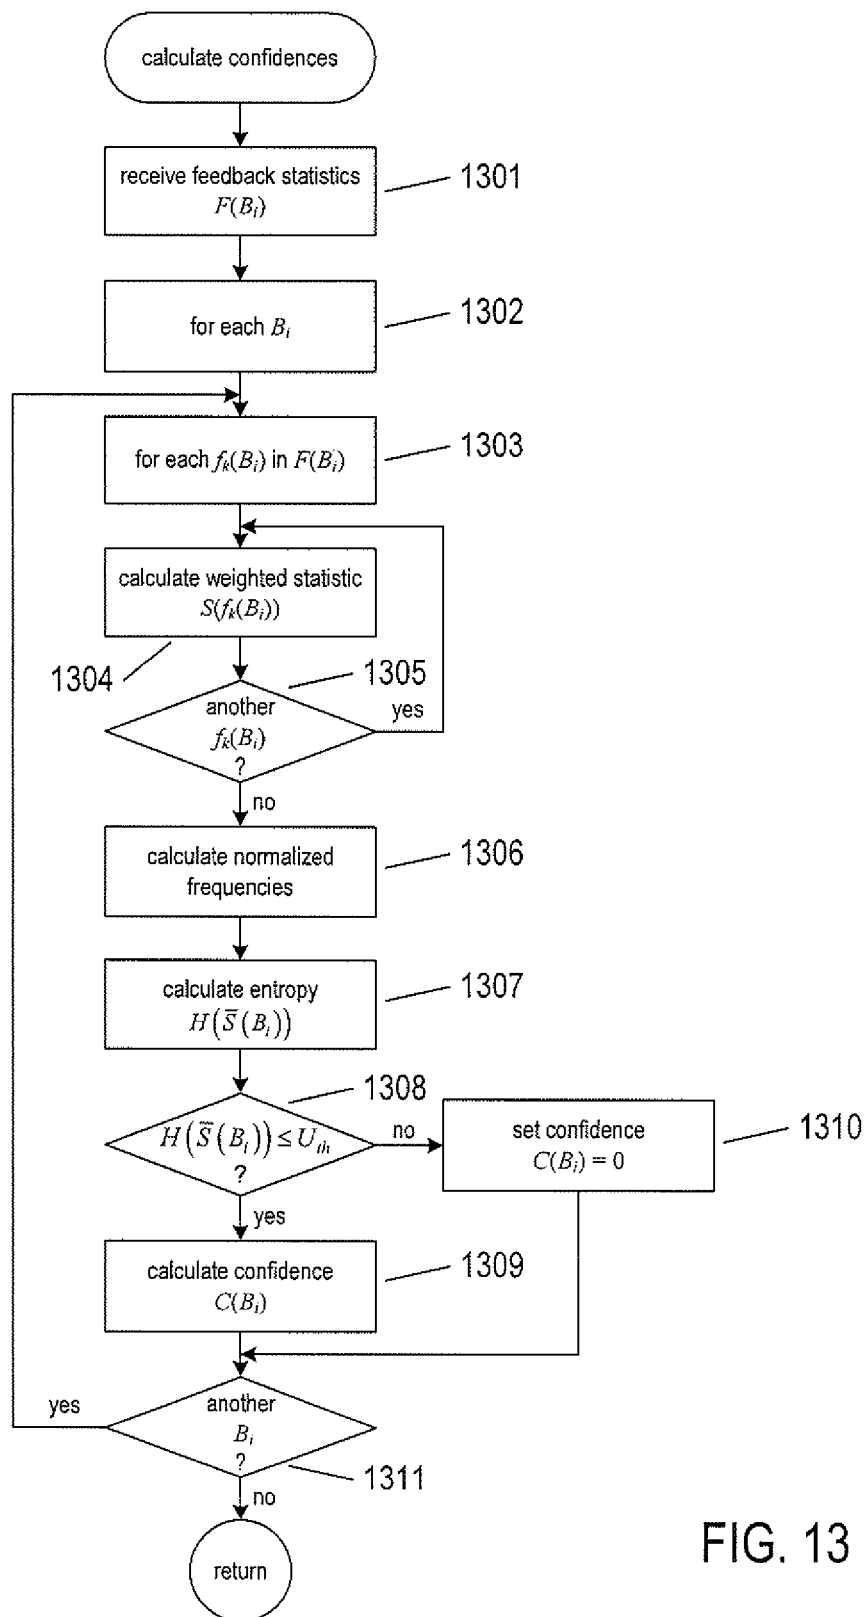 calculate confidences
receive feedback statistics
F(Bᵢ)
1301
for each Bᵢ
1302
for each fₖ(Bᵢ) in F(Bᵢ)
1303
calculate weighted statistic
S(fₖ(Bᵢ))
1304
1305
another
fₖ(Bᵢ)
?
yes
no
calculate normalized
frequencies
1306
calculate entropy
H(S̅(Bᵢ))
1307
1308
H(S̅(Bᵢ)) ≤ Uₜₕ
?
no
set confidence
C(Bᵢ) = 0
1310
yes
calculate confidence
C(Bᵢ)
1309
yes
another
Bᵢ
?
1311
no
return
FIG. 13